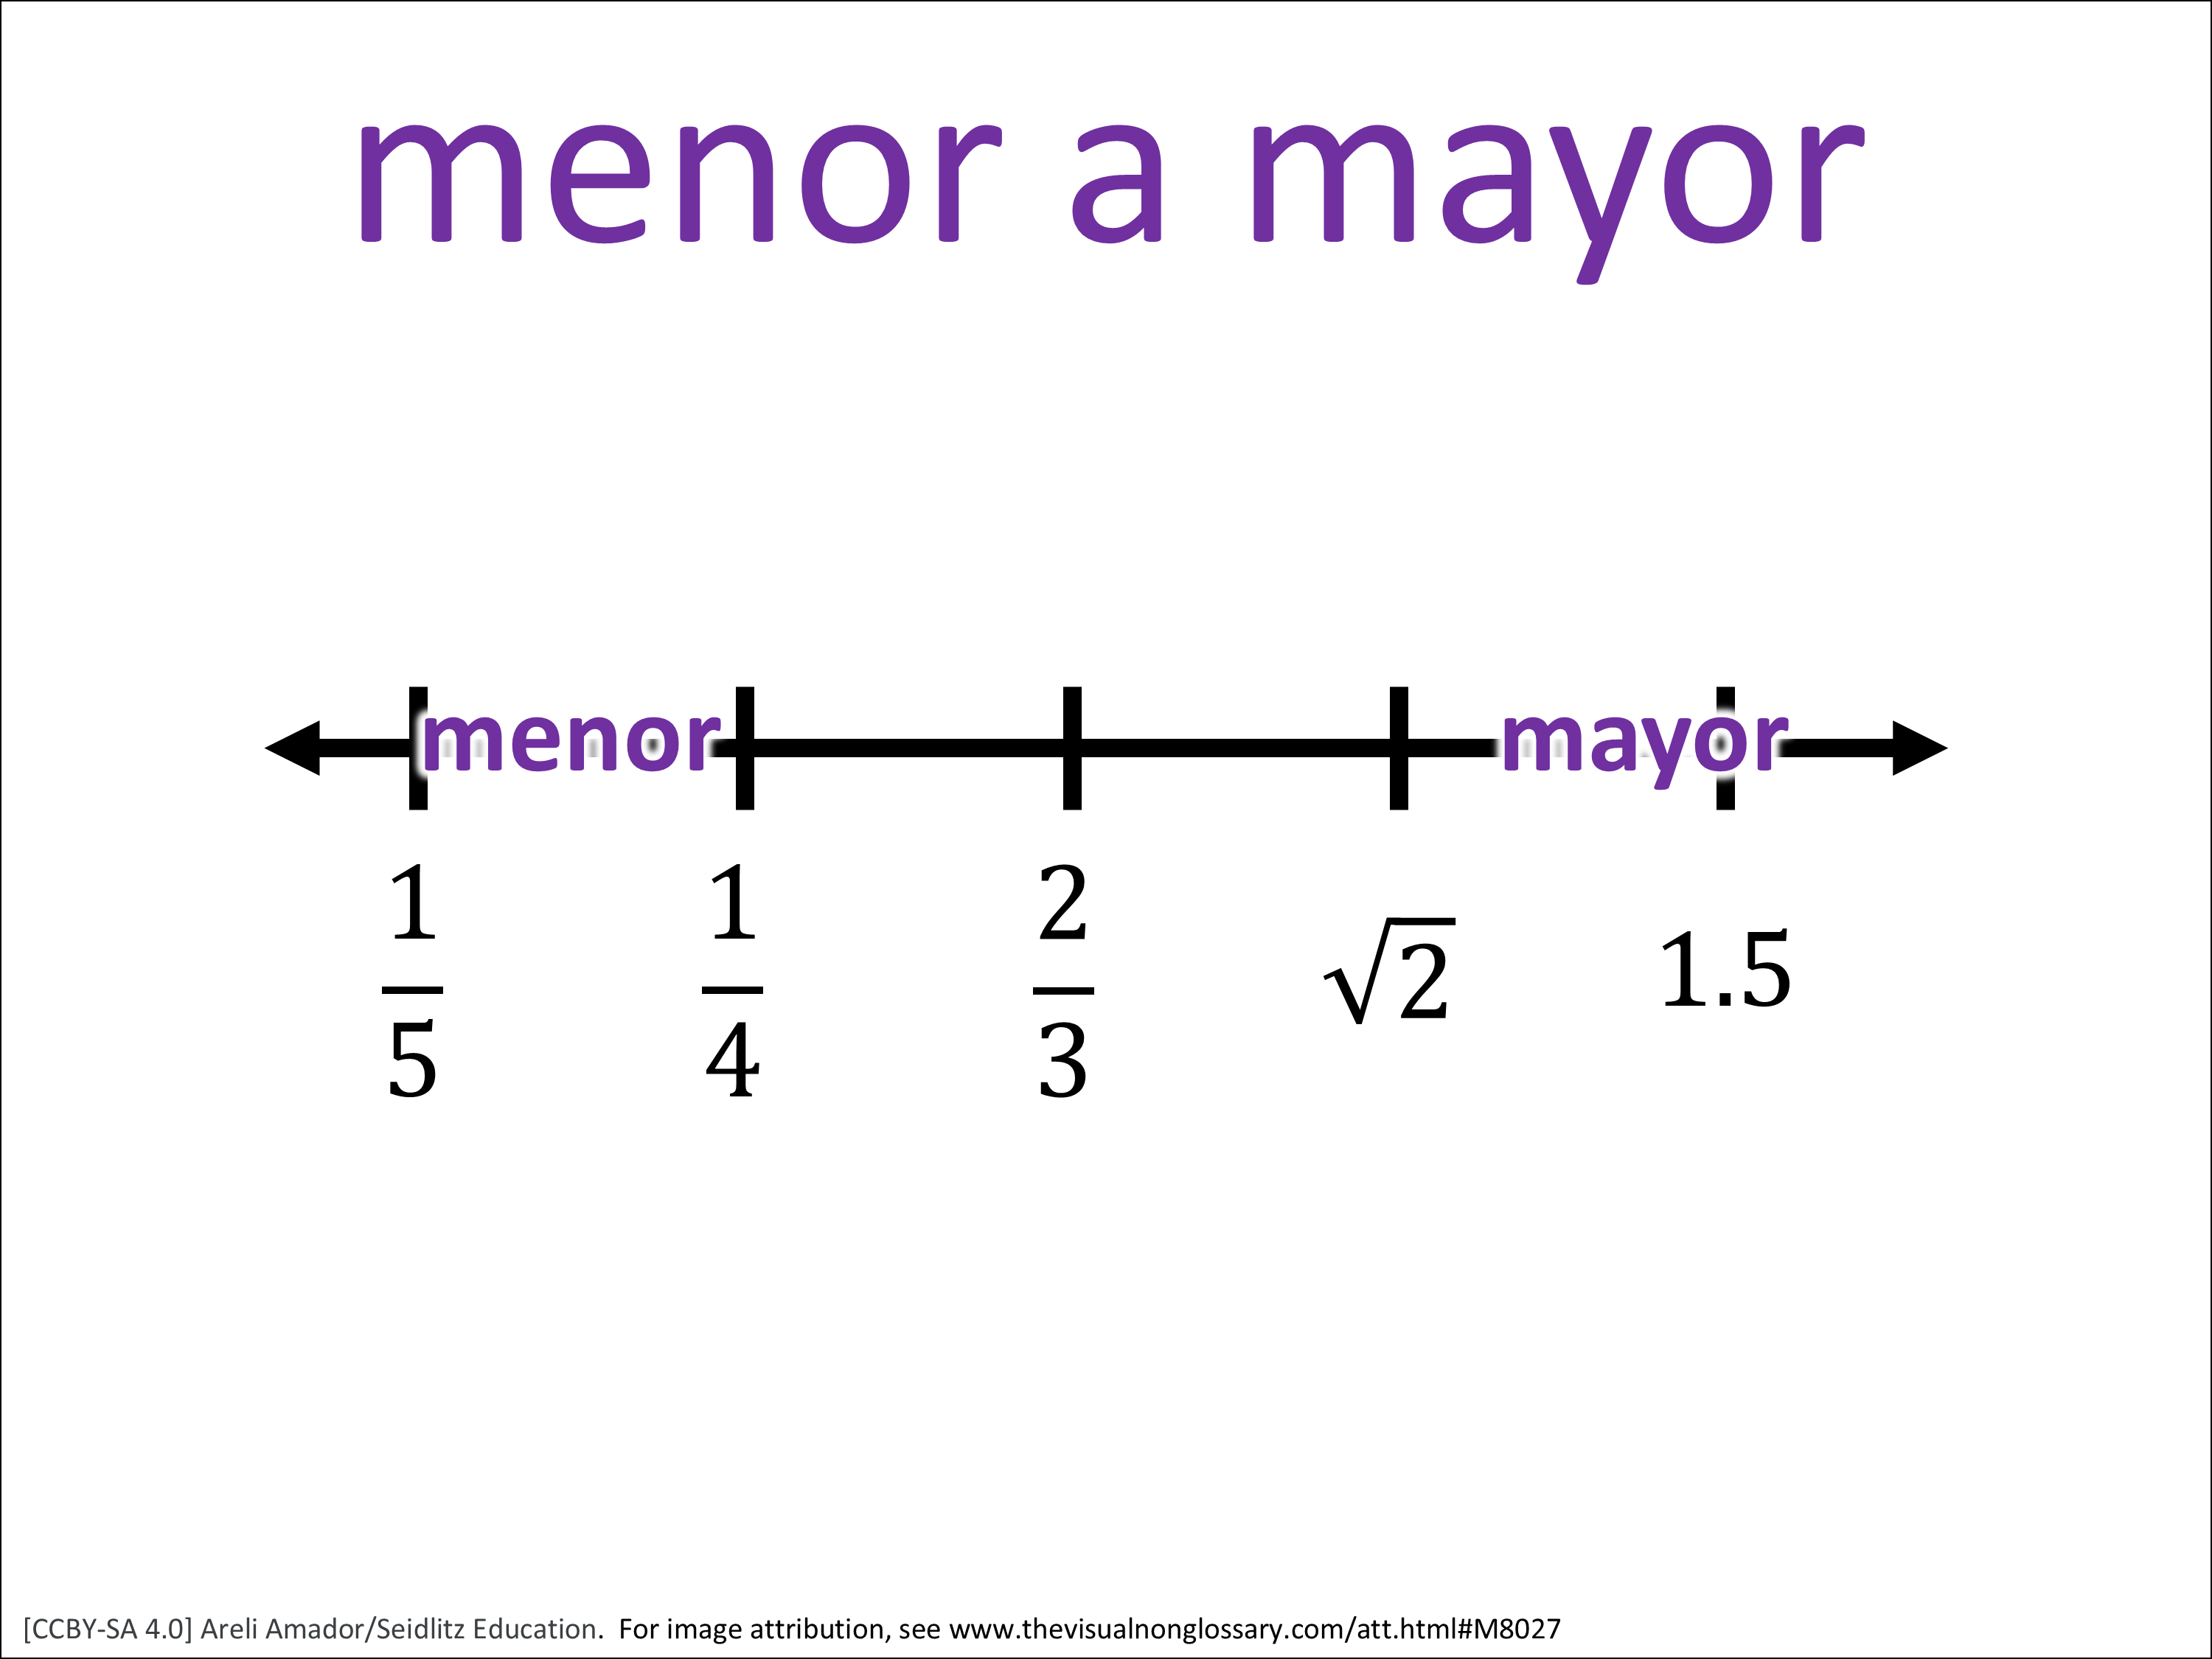 menor a mayor
menor mayor
1/5 1/4 2/3 √2 1.5
[CCBY-SA 4.0] Areli Amador/Seidlitz Education. For image attribution, see www.thevisualnonglossary.com/att.html#M8027